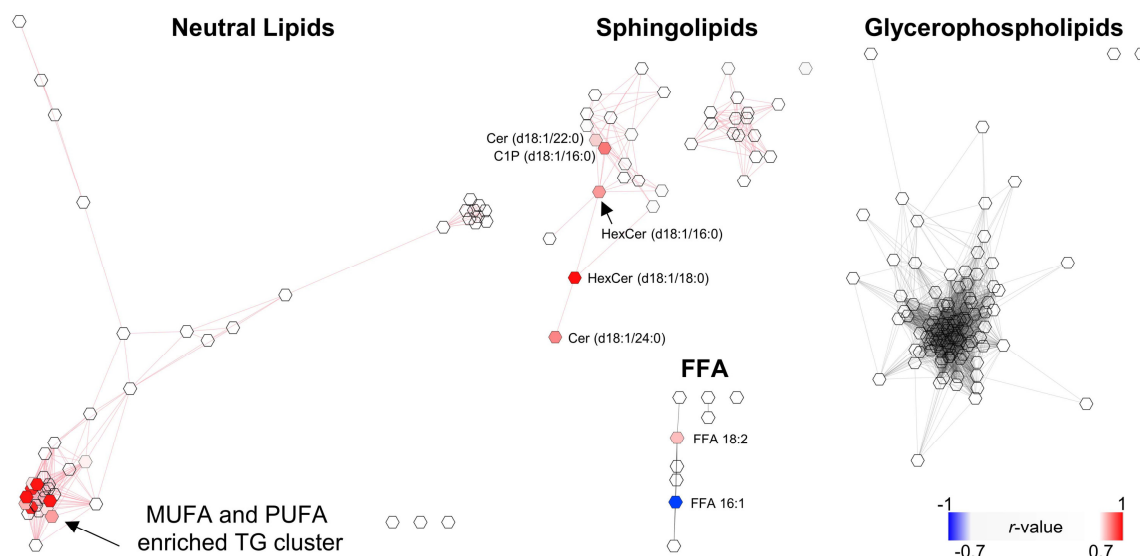 Neutral Lipids
Sphingolipids
Glycerophospholipids
Cer (d18:1/22:0)
C1P (d18:1/16:0)
HexCer (d18:1/16:0)
HexCer (d18:1/18:0)
Cer (d18:1/24:0)
FFA
FFA 18:2
FFA 16:1
MUFA and PUFA
enriched TG cluster
-1 1
r-value
-0.7 0.7